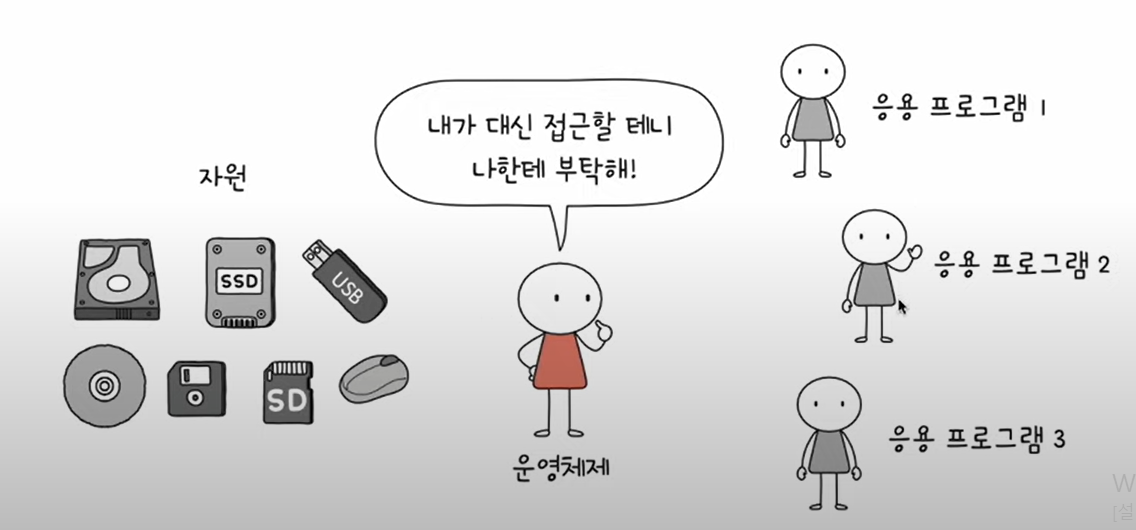 내가 대신 접근할 테니
나한테 부탁해!
자원
SSD
USB
SD
운영체제
응용 프로그램 1
응용 프로그램 2
응용 프로그램 3
W
[설